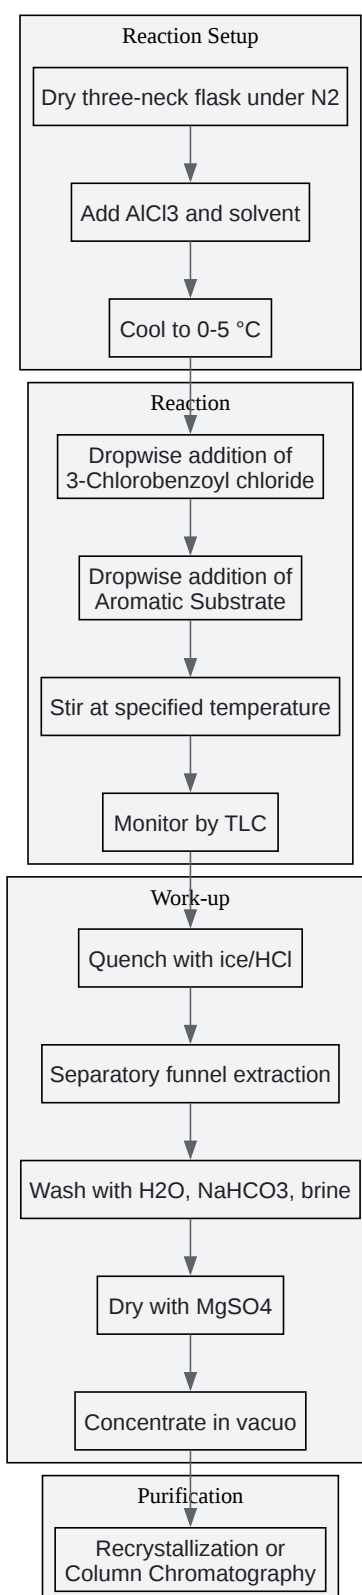 Reaction Setup
Dry three-neck flask under N2
Add AlCl3 and solvent
Cool to 0-5 °C
Reaction
Dropwise addition of
3-Chlorobenzoyl chloride
Dropwise addition of
Aromatic Substrate
Stir at specified temperature
Monitor by TLC
Work-up
Quench with ice/HCl
Separatory funnel extraction
Wash with H2O, NaHCO3, brine
Dry with MgSO4
Concentrate in vacuo
Purification
Recrystallization or
Column Chromatography